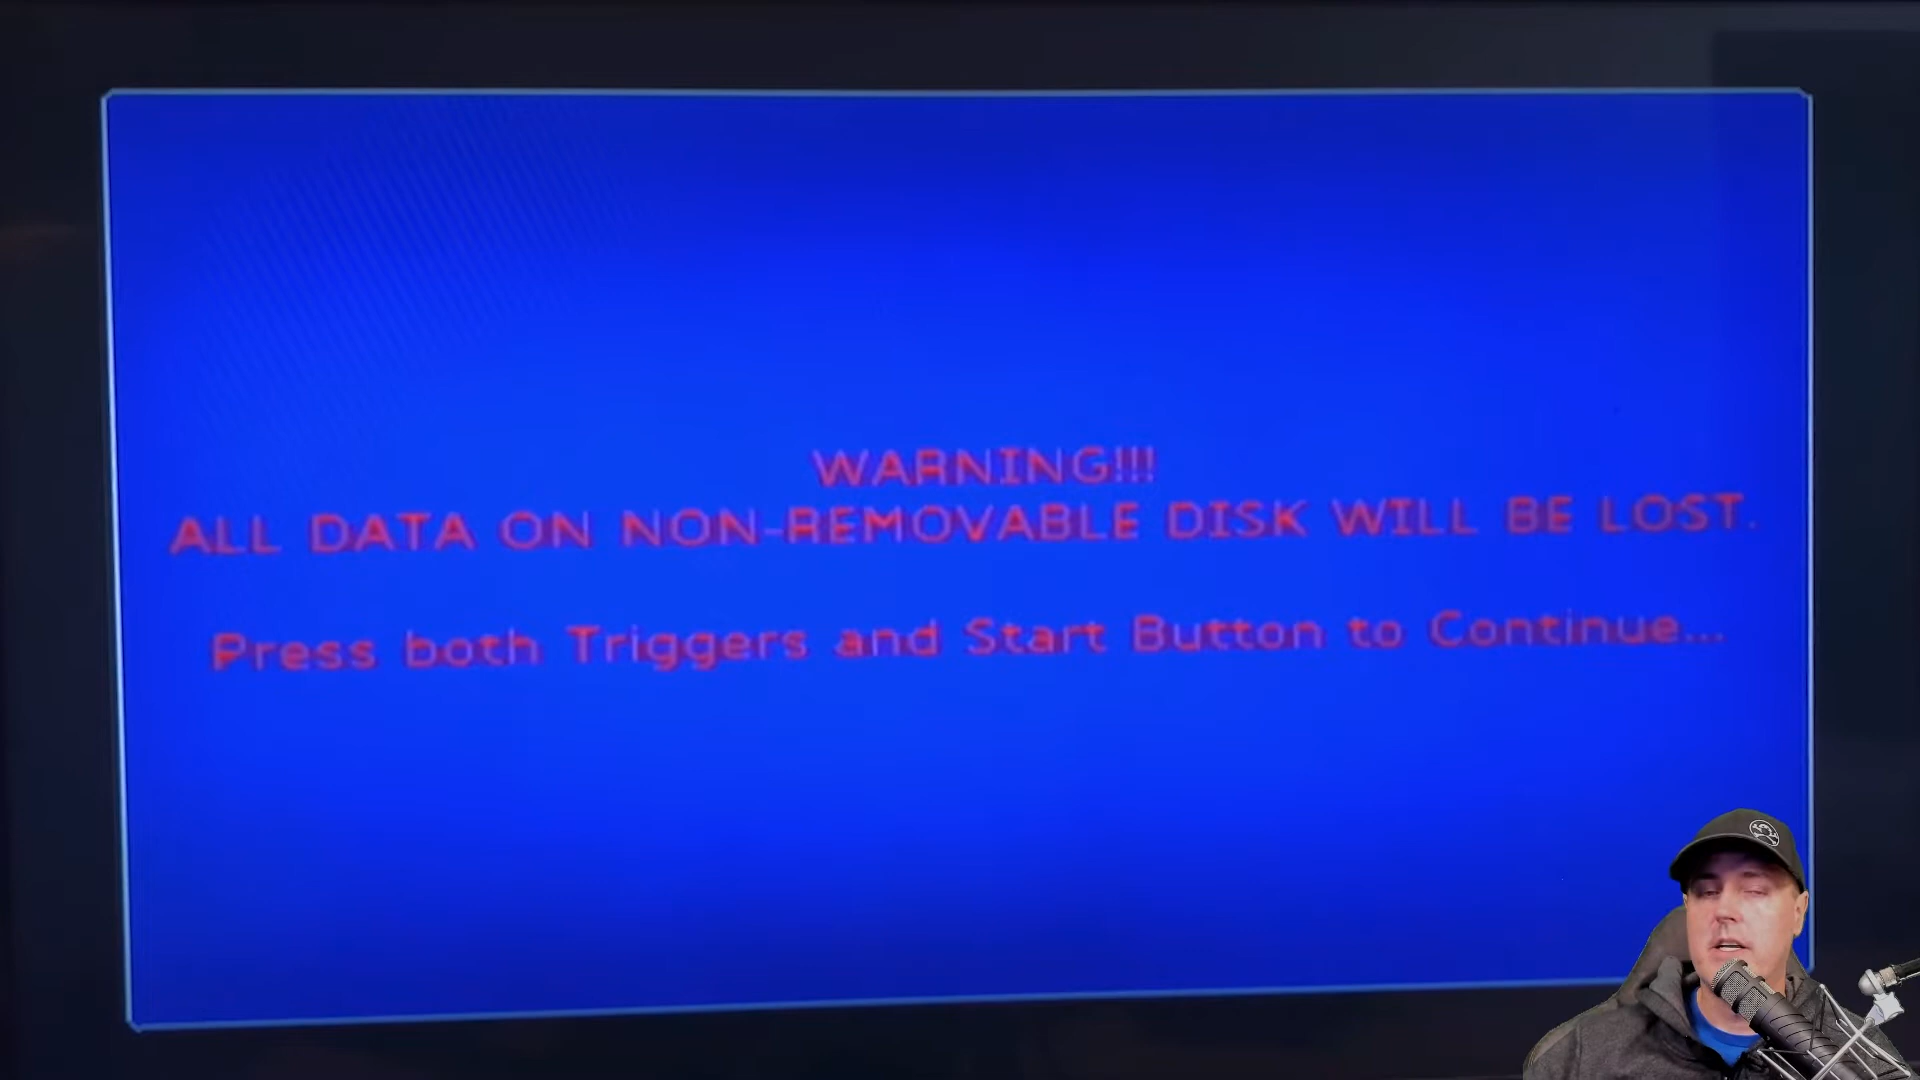 WARNING!!!
ALL DATA ON NON-REMOVABLE DISK WILL BE LOST.
Press both Triggers and Start Button to Continue...